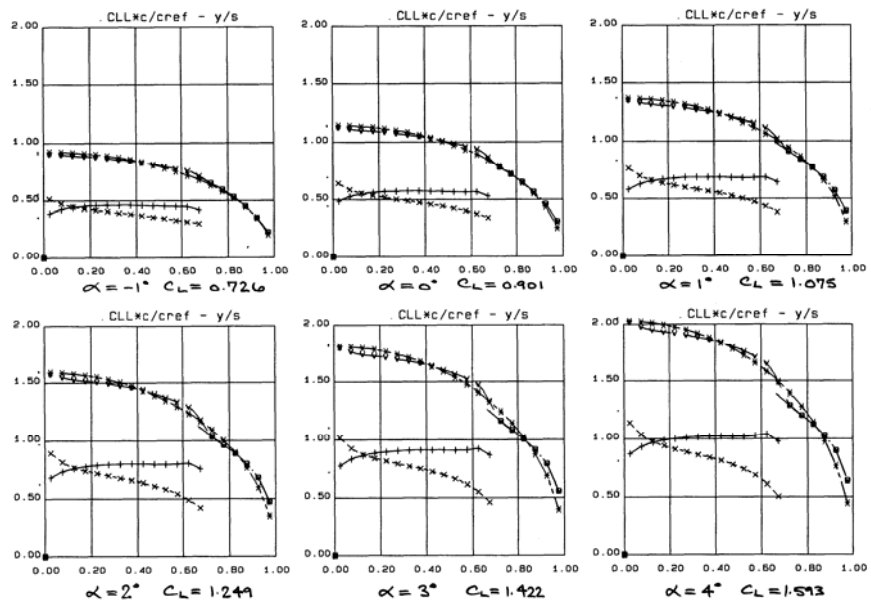 CLL*c/cref - y/s
CLL*c/cref - y/s
CLL*c/cref - y/s
2.00
2.00
2.00
1.50
1.50
1.50
1.00
1.00
1.00
0.50
0.50
0.50
0.00
0.00
0.00
0.00 0.20 0.40 0.60 0.80 1.00
0.00 0.20 0.40 0.60 0.80 1.00
0.00 0.20 0.40 0.60 0.80 1.00
α = -1° CL = 0.726
α = 0° CL = 0.901
α = 1° CL = 1.075
CLL*c/cref - y/s
CLL*c/cref - y/s
CLL*c/cref - y/s
2.00
2.00
2.00
1.50
1.50
1.50
1.00
1.00
1.00
0.50
0.50
0.50
0.00
0.00
0.00
0.00 0.20 0.40 0.60 0.80 1.00
0.00 0.20 0.40 0.60 0.80 1.00
0.00 0.20 0.40 0.60 0.80 1.00
α = 2° CL = 1.249
α = 3° CL = 1.422
α = 4° CL = 1.593